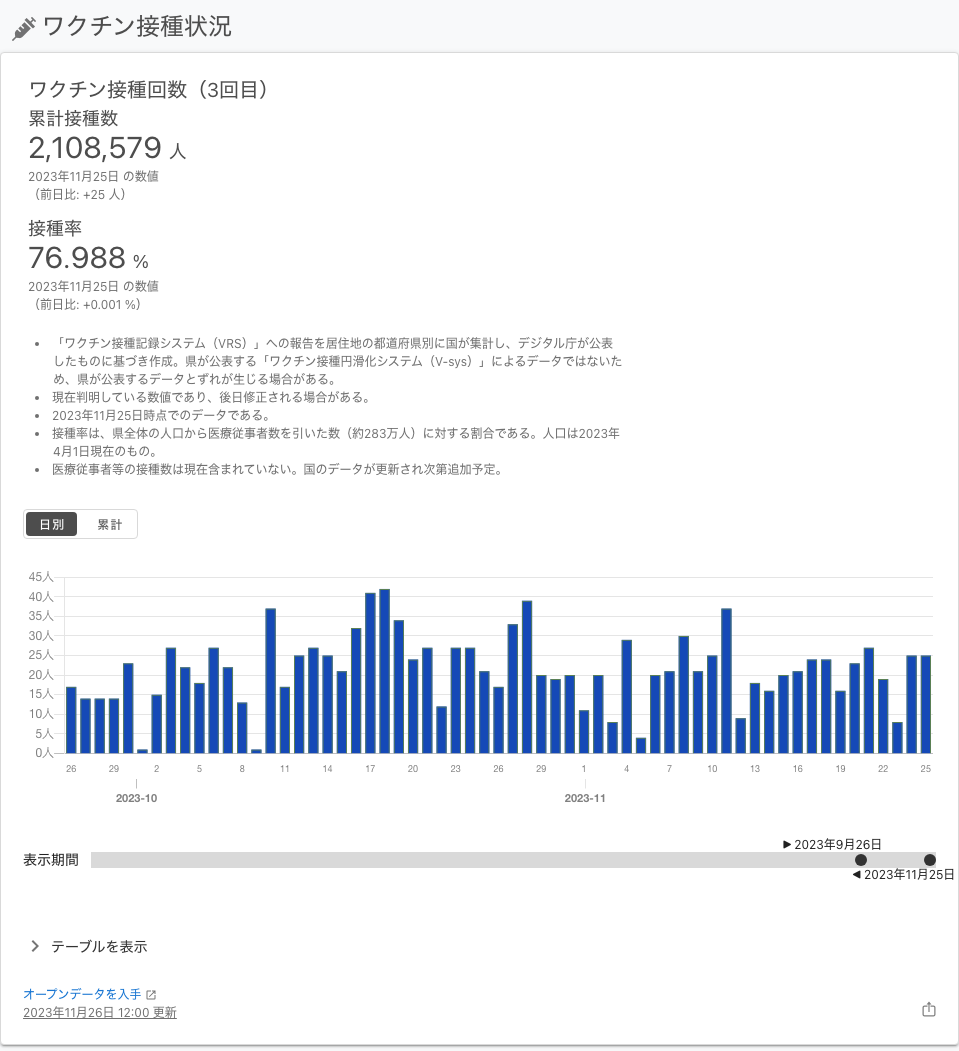 ワクチン接種状況
ワクチン接種回数（3回目）
累計接種数
2,108,579 人
2023年11月25日 の数値
（前日比: +25 人）
接種率
76.988 %
2023年11月25日 の数値
（前日比: +0.001 %）
• 「ワクチン接種記録システム（VRS）」への報告を居住地の都道府県別に国が集計し、デジタル庁が公表
したものに基づき作成。県が公表する「ワクチン接種円滑化システム（V-sys）」によるデータではないた
め、県が公表するデータとずれが生じる場合がある。
• 現在判明している数値であり、後日修正される場合がある。
• 2023年11月25日時点でのデータである。
• 接種率は、県全体の人口から医療従事者数を引いた数（約283万人）に対する割合である。人口は2023年
4月1日現在のもの。
• 医療従事者等の接種数は現在含まれていない。国のデータが更新され次第追加予定。
日別 累計
45人
40人
35人
30人
25人
20人
15人
10人
5人
0人
26 29 2 5 8 11 14 17 20 23 26 29 1 4 7 10 13 16 19 22 25
2023-10 2023-11
▶ 2023年9月26日
表示期間
◀ 2023年11月25日
テーブルを表示
オープンデータを入手
2023年11月26日 12:00 更新